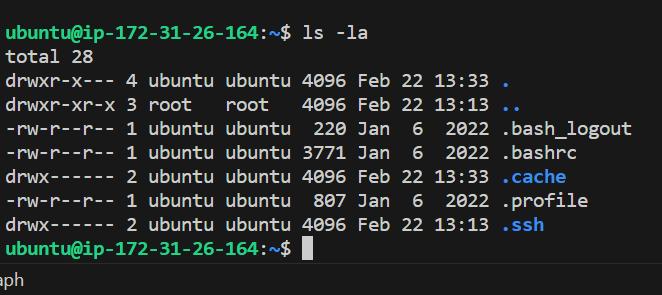 ubuntu@ip-172-31-26-164:~$ ls -la
total 28
drwxr-x--- 4 ubuntu ubuntu 4096 Feb 22 13:33 .
drwxr-xr-x 3 root   root   4096 Feb 22 13:13 ..
-rw-r--r-- 1 ubuntu ubuntu  220 Jan  6  2022 .bash_logout
-rw-r--r-- 1 ubuntu ubuntu 3771 Jan  6  2022 .bashrc
drwx------ 2 ubuntu ubuntu 4096 Feb 22 13:33 .cache
-rw-r--r-- 1 ubuntu ubuntu  807 Jan  6  2022 .profile
drwx------ 2 ubuntu ubuntu 4096 Feb 22 13:13 .ssh
ubuntu@ip-172-31-26-164:~$